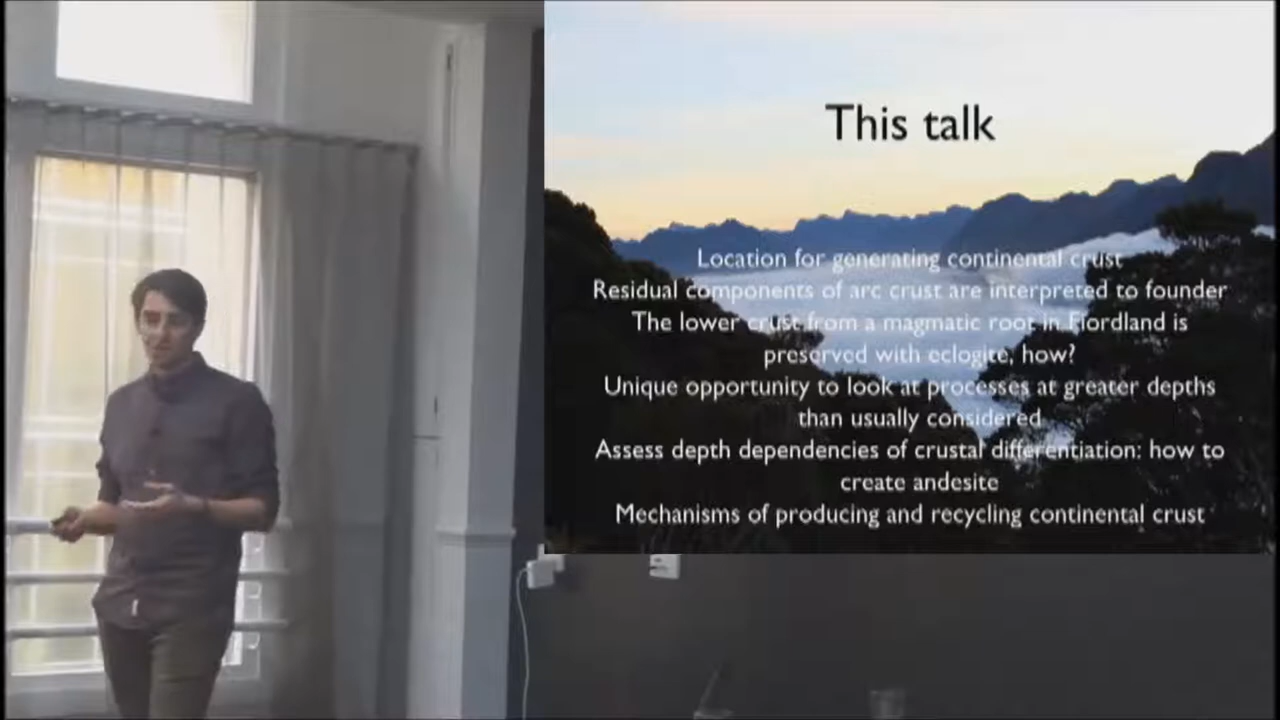 This talk
Location for generating continental crust
Residual components of arc crust are interpreted to founder
The lower crust from a magmatic root in Fiordland is
preserved with eclogite, how?
Unique opportunity to look at processes at greater depths
than usually considered
Assess depth dependencies of crustal differentiation: how to
create andesite
Mechanisms of producing and recycling continental crust